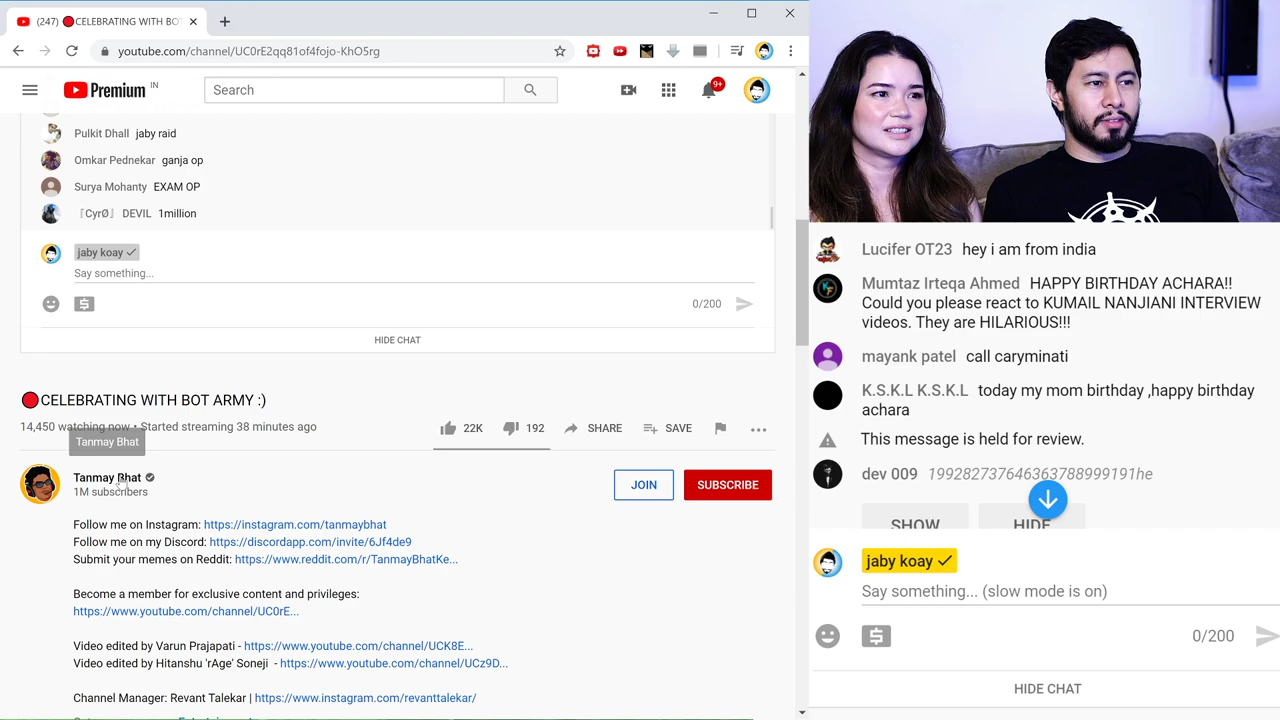 (247) 🔴CELEBRATING WITH BO
youtube.com/channel/UC0rE2qq81of4fojo-KhO5rg
Premium IN
Search
9+
Pulkit Dhall jaby raid
Omkar Pednekar ganja op
Surya Mohanty EXAM OP
『CyrØ』 DEVIL 1million
jaby koay ✓
Say something...
0/200
HIDE CHAT
🔴CELEBRATING WITH BOT ARMY :)
14,450 watching now • Started streaming 38 minutes ago
22K 192 SHARE SAVE
Tanmay Bhat
Tanmay Bhat
1M subscribers
JOIN SUBSCRIBE
Follow me on Instagram: https://instagram.com/tanmaybhat
Follow me on my Discord: https://discordapp.com/invite/6Jf4de9
Submit your memes on Reddit: https://www.reddit.com/r/TanmayBhatKe...
Become a member for exclusive content and privileges:
https://www.youtube.com/channel/UC0rE...
Video edited by Varun Prajapati - https://www.youtube.com/channel/UCK8E...
Video edited by Hitanshu 'rAge' Soneji - https://www.youtube.com/channel/UCz9D...
Channel Manager: Revant Talekar | https://www.instagram.com/revanttalekar/
Lucifer OT23 hey i am from india
Mumtaz Irteqa Ahmed HAPPY BIRTHDAY ACHARA!!
Could you please react to KUMAIL NANJIANI INTERVIEW
videos. They are HILARIOUS!!!
mayank patel call caryminati
K.S.K.L K.S.K.L today my mom birthday ,happy birthday
achara
This message is held for review.
dev 009 199282737646363788999191he
SHOW HIDE
jaby koay ✓
Say something... (slow mode is on)
0/200
HIDE CHAT